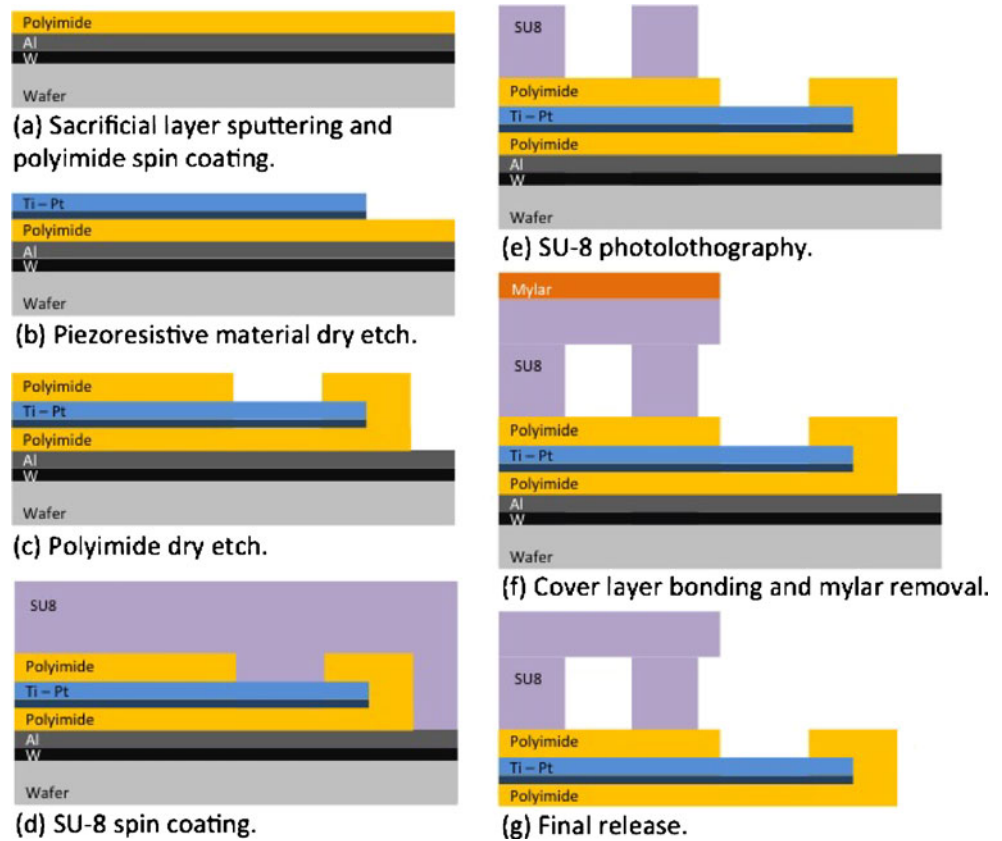 Polyimide
Al
W
Wafer
(a) Sacrificial layer sputtering and
polyimide spin coating.
Ti – Pt
Polyimide
Al
W
Wafer
(b) Piezoresistive material dry etch.
Polyimide
Ti – Pt
Polyimide
Al
W
Wafer
(c) Polyimide dry etch.
SU8
Polyimide
Ti – Pt
Polyimide
Al
W
Wafer
(d) SU-8 spin coating.
SU8
Polyimide
Ti – Pt
Polyimide
Al
W
Wafer
(e) SU-8 photolothography.
Mylar
SU8
Polyimide
Ti – Pt
Polyimide
Al
W
Wafer
(f) Cover layer bonding and mylar removal.
SU8
Polyimide
Ti – Pt
Polyimide
(g) Final release.